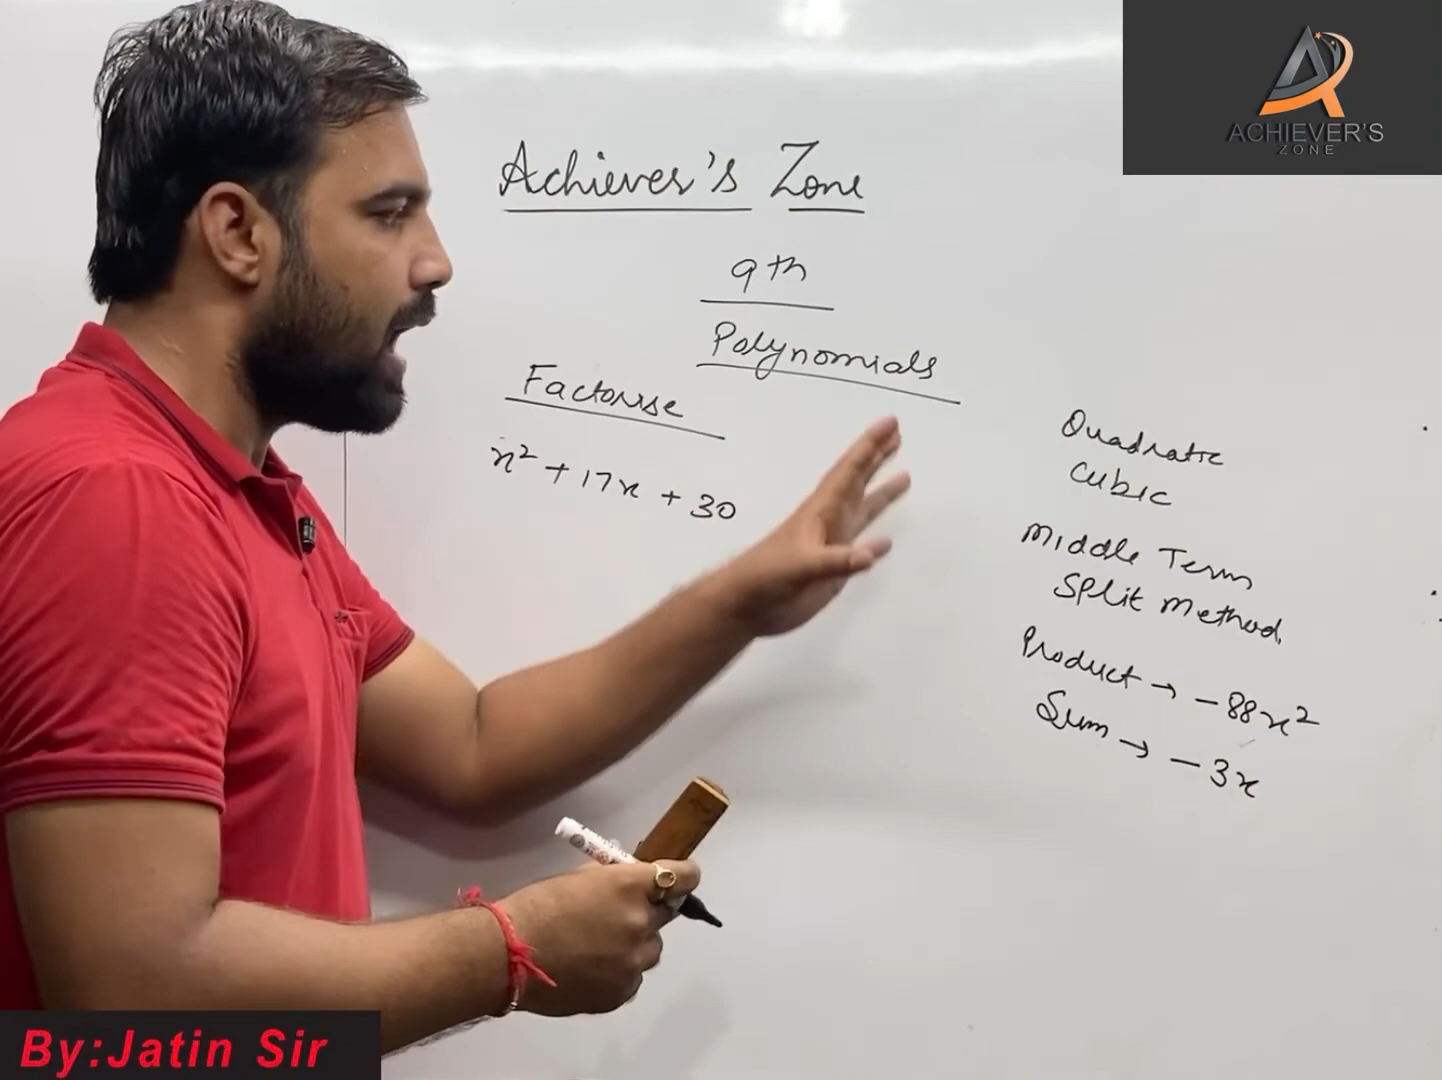 ACHIEVER'S
ZONE
Achiever's Zone
9th
Polynomials
Factorise
x² + 17x + 30
Quadratic
Cubic
Middle Term
Split Method
Product → -88x²
Sum → -3x
By:Jatin Sir